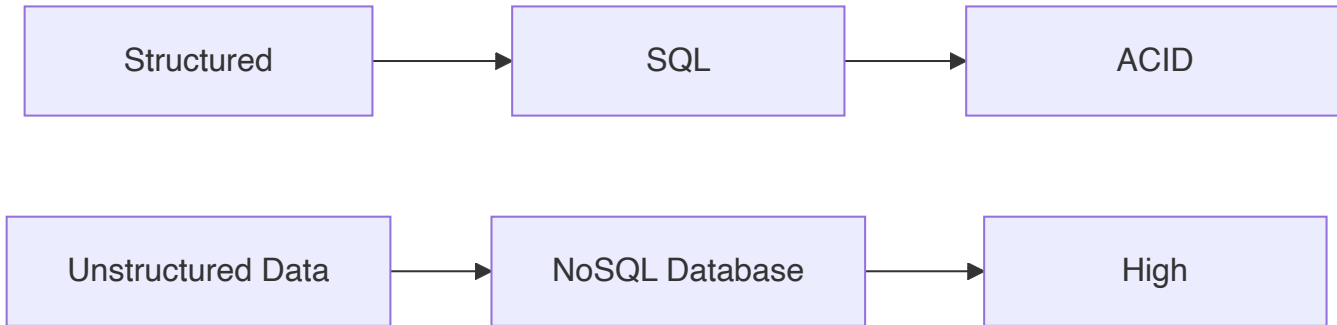 Structured
SQL
ACID
Unstructured Data
NoSQL Database
High